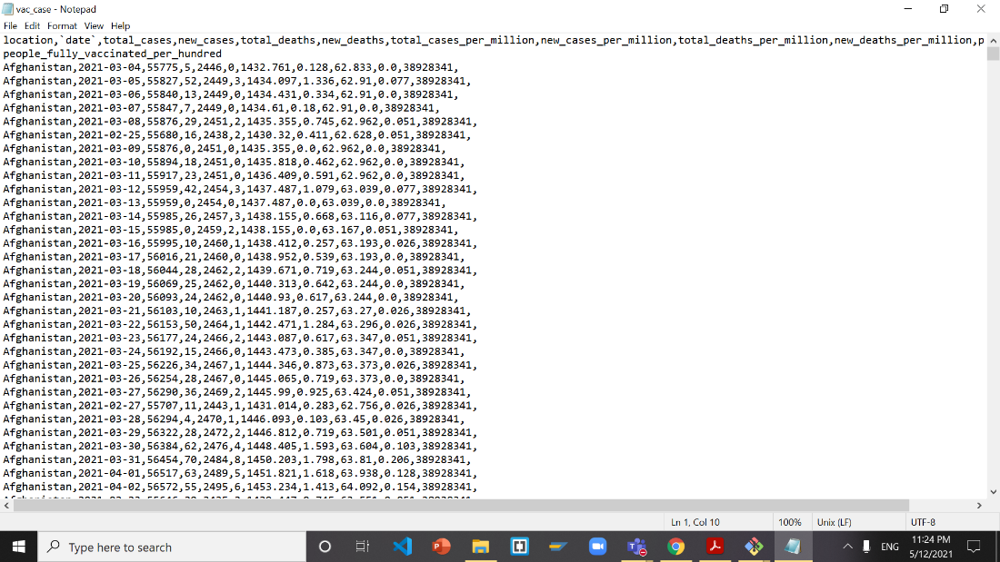 vac_case - Notepad
File Edit Format View Help
location,`date`,total_cases,new_cases,total_deaths,new_deaths,total_cases_per_million,new_cases_per_million,total_deaths_per_million,new_deaths_per_million,p
people_fully_vaccinated_per_hundred
Afghanistan,2021-03-04,55775,5,2446,0,1432.761,0.128,62.833,0.0,38928341,
Afghanistan,2021-03-05,55827,52,2449,3,1434.097,1.336,62.91,0.077,38928341,
Afghanistan,2021-03-06,55840,13,2449,0,1434.431,0.334,62.91,0.0,38928341,
Afghanistan,2021-03-07,55847,7,2449,0,1434.61,0.18,62.91,0.0,38928341,
Afghanistan,2021-03-08,55876,29,2451,2,1435.355,0.745,62.962,0.051,38928341,
Afghanistan,2021-02-25,55680,16,2438,2,1430.32,0.411,62.628,0.051,38928341,
Afghanistan,2021-03-09,55876,0,2451,0,1435.355,0.0,62.962,0.0,38928341,
Afghanistan,2021-03-10,55894,18,2451,0,1435.818,0.462,62.962,0.0,38928341,
Afghanistan,2021-03-11,55917,23,2451,0,1436.409,0.591,62.962,0.0,38928341,
Afghanistan,2021-03-12,55959,42,2454,3,1437.487,1.079,63.039,0.077,38928341,
Afghanistan,2021-03-13,55959,0,2454,0,1437.487,0.0,63.039,0.0,38928341,
Afghanistan,2021-03-14,55985,26,2457,3,1438.155,0.668,63.116,0.077,38928341,
Afghanistan,2021-03-15,55985,0,2459,2,1438.155,0.0,63.167,0.051,38928341,
Afghanistan,2021-03-16,55995,10,2460,1,1438.412,0.257,63.193,0.026,38928341,
Afghanistan,2021-03-17,56016,21,2460,0,1438.952,0.539,63.193,0.0,38928341,
Afghanistan,2021-03-18,56044,28,2462,2,1439.671,0.719,63.244,0.051,38928341,
Afghanistan,2021-03-19,56069,25,2462,0,1440.313,0.642,63.244,0.0,38928341,
Afghanistan,2021-03-20,56093,24,2462,0,1440.93,0.617,63.244,0.0,38928341,
Afghanistan,2021-03-21,56103,10,2463,1,1441.187,0.257,63.27,0.026,38928341,
Afghanistan,2021-03-22,56153,50,2464,1,1442.471,1.284,63.296,0.026,38928341,
Afghanistan,2021-03-23,56177,24,2466,2,1443.087,0.617,63.347,0.051,38928341,
Afghanistan,2021-03-24,56192,15,2466,0,1443.473,0.385,63.347,0.0,38928341,
Afghanistan,2021-03-25,56226,34,2467,1,1444.346,0.873,63.373,0.026,38928341,
Afghanistan,2021-03-26,56254,28,2467,0,1445.065,0.719,63.373,0.0,38928341,
Afghanistan,2021-03-27,56290,36,2469,2,1445.99,0.925,63.424,0.051,38928341,
Afghanistan,2021-02-27,55707,11,2443,1,1431.014,0.283,62.756,0.026,38928341,
Afghanistan,2021-03-28,56294,4,2470,1,1446.093,0.103,63.45,0.026,38928341,
Afghanistan,2021-03-29,56322,28,2472,2,1446.812,0.719,63.501,0.051,38928341,
Afghanistan,2021-03-30,56384,62,2476,4,1448.405,1.593,63.604,0.103,38928341,
Afghanistan,2021-03-31,56454,70,2484,8,1450.203,1.798,63.81,0.206,38928341,
Afghanistan,2021-04-01,56517,63,2489,5,1451.821,1.618,63.938,0.128,38928341,
Afghanistan,2021-04-02,56572,55,2495,6,1453.234,1.413,64.092,0.154,38928341,
Ln 1, Col 10 100% Unix (LF) UTF-8
Type here to search
ENG
11:24 PM
5/12/2021